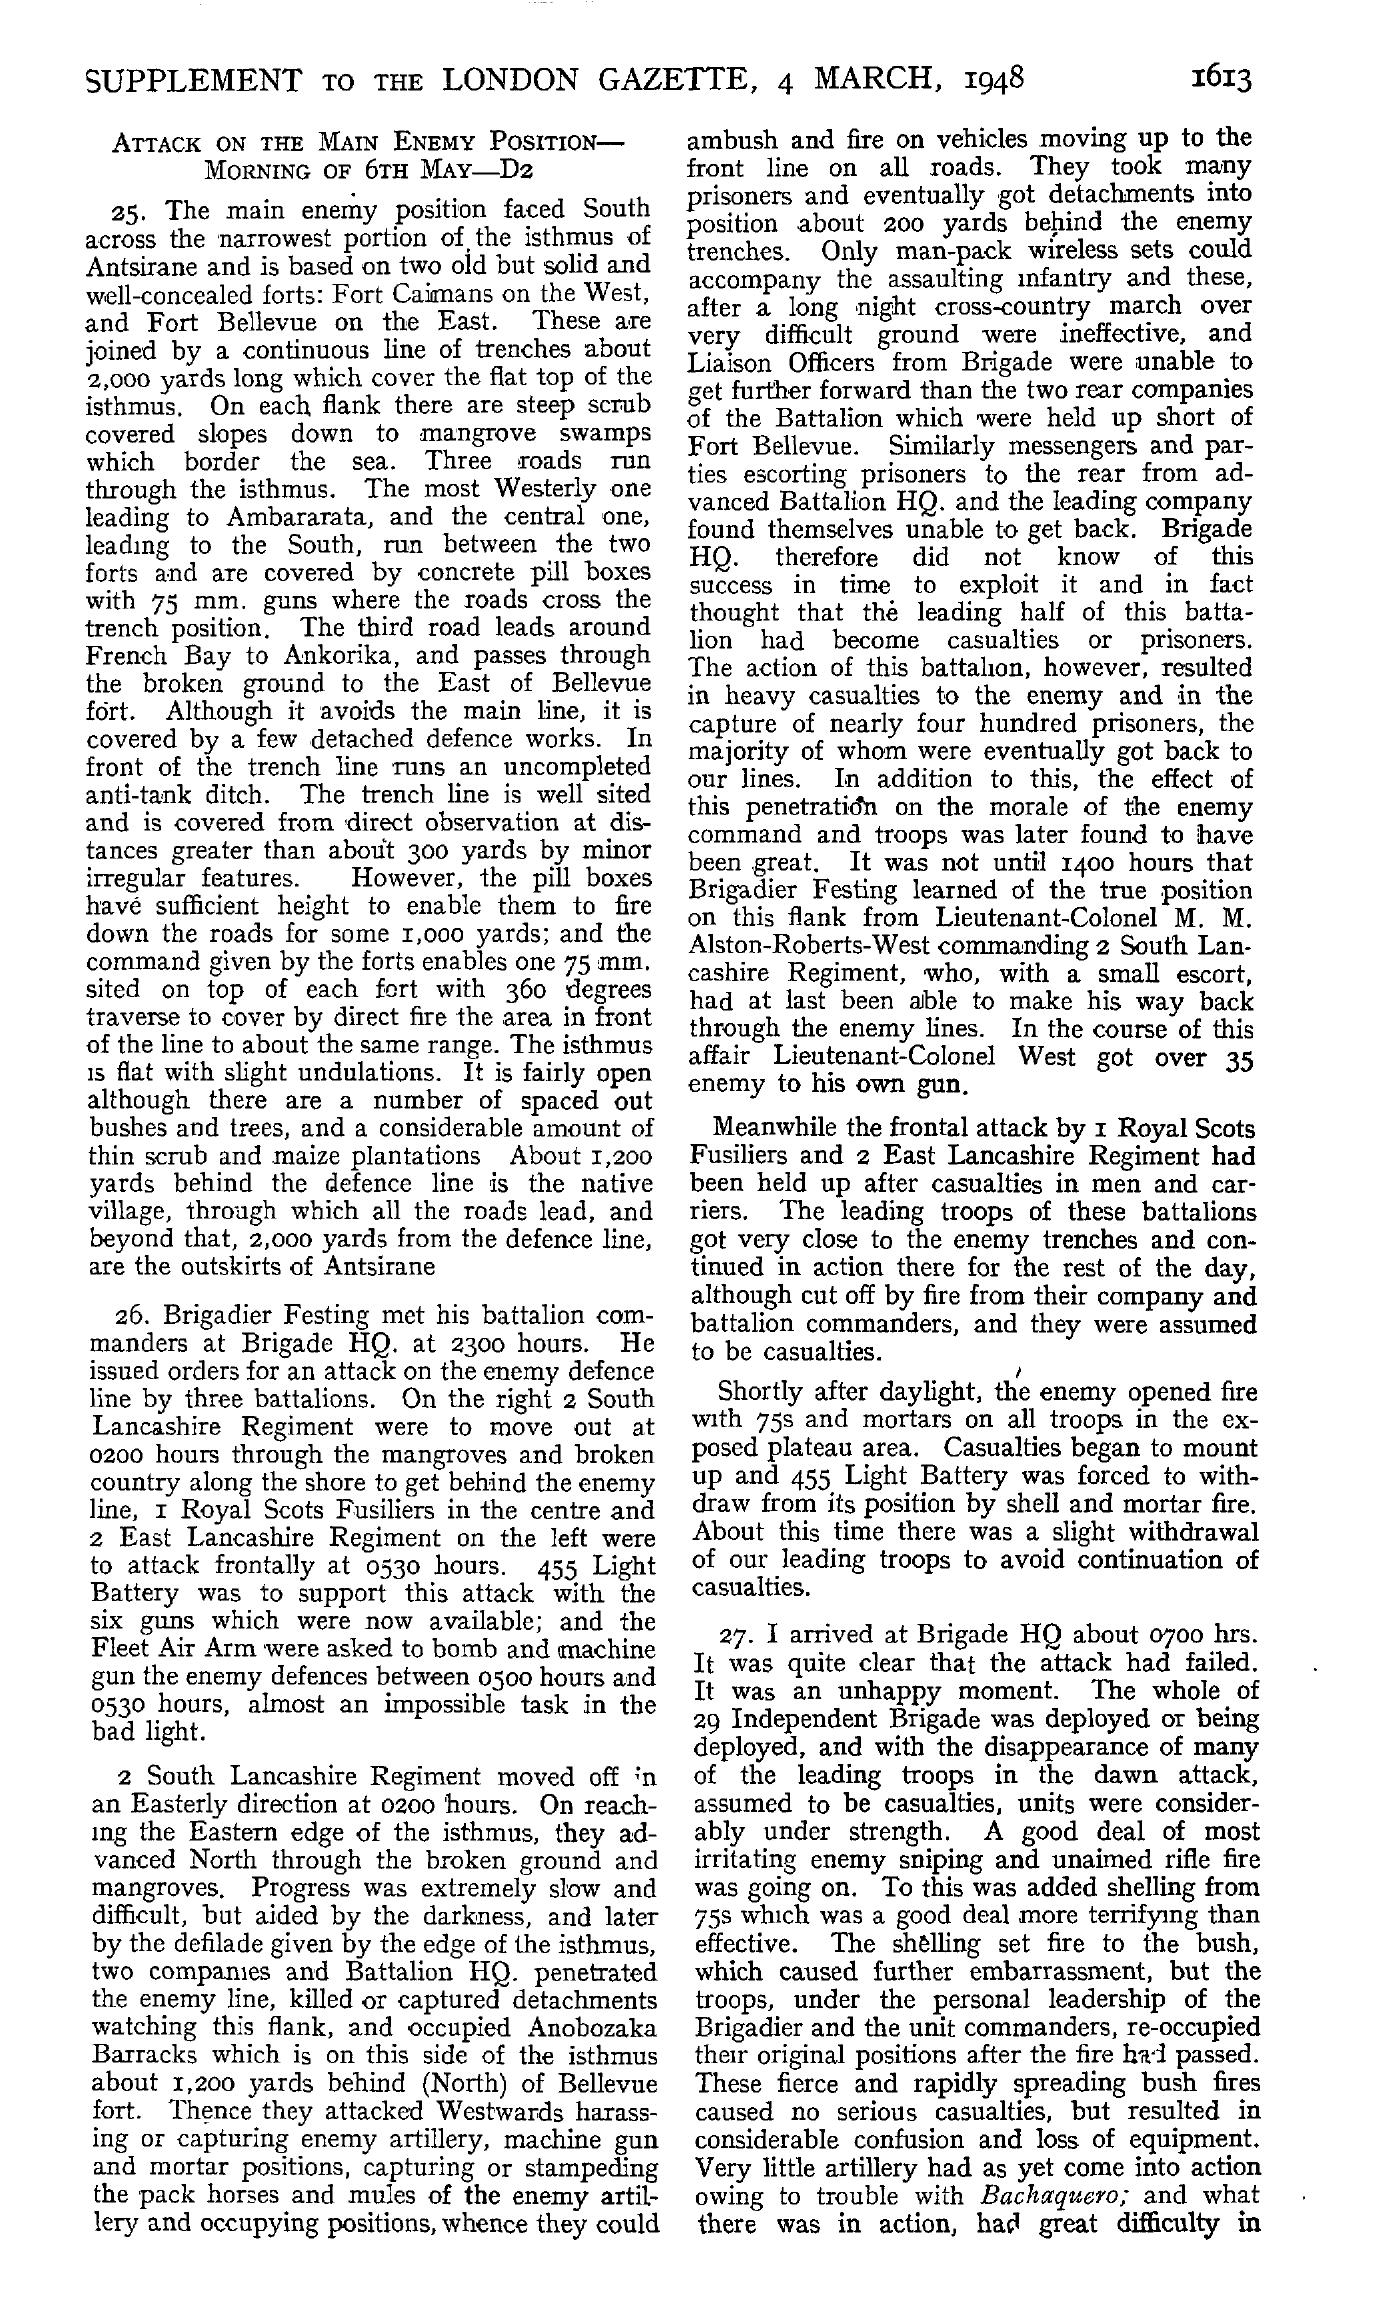 SUPPLEMENT TO THE LONDON GAZETTE, 4 MARCH, 1948 1613
ATTACK ON THE MAIN ENEMY POSITION—
MORNING OF 6TH MAY—D2
25. The main enemy position faced South
across the narrowest portion of the isthmus of
Antsirane and is based on two old but solid and
well-concealed forts: Fort Caimans on the West,
and Fort Bellevue on the East. These are
joined by a continuous line of trenches about
2,000 yards long which cover the flat top of the
isthmus. On each flank there are steep scrub
covered slopes down to mangrove swamps
which border the sea. Three roads run
through the isthmus. The most Westerly one
leading to Ambararata, and the central one,
leading to the South, run between the two
forts and are covered by concrete pill boxes
with 75 mm. guns where the roads cross the
trench position. The third road leads around
French Bay to Ankorika, and passes through
the broken ground to the East of Bellevue
fort. Although it avoids the main line, it is
covered by a few detached defence works. In
front of the trench line runs an uncompleted
anti-tank ditch. The trench line is well sited
and is covered from direct observation at dis-
tances greater than about 300 yards by minor
irregular features. However, the pill boxes
have sufficient height to enable them to fire
down the roads for some 1,000 yards; and the
command given by the forts enables one 75 mm.
sited on top of each fort with 360 degrees
traverse to cover by direct fire the area in front
of the line to about the same range. The isthmus
is flat with slight undulations. It is fairly open
although there are a number of spaced out
bushes and trees, and a considerable amount of
thin scrub and maize plantations About 1,200
yards behind the defence line is the native
village, through which all the roads lead, and
beyond that, 2,000 yards from the defence line,
are the outskirts of Antsirane
26. Brigadier Festing met his battalion com-
manders at Brigade HQ. at 2300 hours. He
issued orders for an attack on the enemy defence
line by three battalions. On the right 2 South
Lancashire Regiment were to move out at
0200 hours through the mangroves and broken
country along the shore to get behind the enemy
line, 1 Royal Scots Fusiliers in the centre and
2 East Lancashire Regiment on the left were
to attack frontally at 0530 hours. 455 Light
Battery was to support this attack with the
six guns which were now available; and the
Fleet Air Arm were asked to bomb and machine
gun the enemy defences between 0500 hours and
0530 hours, almost an impossible task in the
bad light.
2 South Lancashire Regiment moved off in
an Easterly direction at 0200 hours. On reach-
ing the Eastern edge of the isthmus, they ad-
vanced North through the broken ground and
mangroves. Progress was extremely slow and
difficult, but aided by the darkness, and later
by the defilade given by the edge of the isthmus,
two companies and Battalion HQ. penetrated
the enemy line, killed or captured detachments
watching this flank, and occupied Anobozaka
Barracks which is on this side of the isthmus
about 1,200 yards behind (North) of Bellevue
fort. Thence they attacked Westwards harass-
ing or capturing enemy artillery, machine gun
and mortar positions, capturing or stampeding
the pack horses and mules of the enemy artil-
lery and occupying positions, whence they could
ambush and fire on vehicles moving up to the
front line on all roads. They took many
prisoners and eventually got detachments into
position about 200 yards behind the enemy
trenches. Only man-pack wireless sets could
accompany the assaulting infantry and these,
after a long night cross-country march over
very difficult ground were ineffective, and
Liaison Officers from Brigade were unable to
get further forward than the two rear companies
of the Battalion which were held up short of
Fort Bellevue. Similarly messengers and par-
ties escorting prisoners to the rear from ad-
vanced Battalion HQ. and the leading company
found themselves unable to get back. Brigade
HQ. therefore did not know of this
success in time to exploit it and in fact
thought that the leading half of this batta-
lion had become casualties or prisoners.
The action of this battalion, however, resulted
in heavy casualties to the enemy and in the
capture of nearly four hundred prisoners, the
majority of whom were eventually got back to
our lines. In addition to this, the effect of
this penetration on the morale of the enemy
command and troops was later found to have
been great. It was not until 1400 hours that
Brigadier Festing learned of the true position
on this flank from Lieutenant-Colonel M. M.
Alston-Roberts-West commanding 2 South Lan-
cashire Regiment, who, with a small escort,
had at last been able to make his way back
through the enemy lines. In the course of this
affair Lieutenant-Colonel West got over 35
enemy to his own gun.
Meanwhile the frontal attack by 1 Royal Scots
Fusiliers and 2 East Lancashire Regiment had
been held up after casualties in men and car-
riers. The leading troops of these battalions
got very close to the enemy trenches and con-
tinued in action there for the rest of the day,
although cut off by fire from their company and
battalion commanders, and they were assumed
to be casualties.
Shortly after daylight, the enemy opened fire
with 75s and mortars on all troops in the ex-
posed plateau area. Casualties began to mount
up and 455 Light Battery was forced to with-
draw from its position by shell and mortar fire.
About this time there was a slight withdrawal
of our leading troops to avoid continuation of
casualties.
27. I arrived at Brigade HQ about 0700 hrs.
It was quite clear that the attack had failed.
It was an unhappy moment. The whole of
29 Independent Brigade was deployed or being
deployed, and with the disappearance of many
of the leading troops in the dawn attack,
assumed to be casualties, units were consider-
ably under strength. A good deal of most
irritating enemy sniping and unaimed rifle fire
was going on. To this was added shelling from
75s which was a good deal more terrifying than
effective. The shelling set fire to the bush,
which caused further embarrassment, but the
troops, under the personal leadership of the
Brigadier and the unit commanders, re-occupied
their original positions after the fire had passed.
These fierce and rapidly spreading bush fires
caused no serious casualties, but resulted in
considerable confusion and loss of equipment.
Very little artillery had as yet come into action
owing to trouble with Bachaquero; and what
there was in action, had great difficulty in